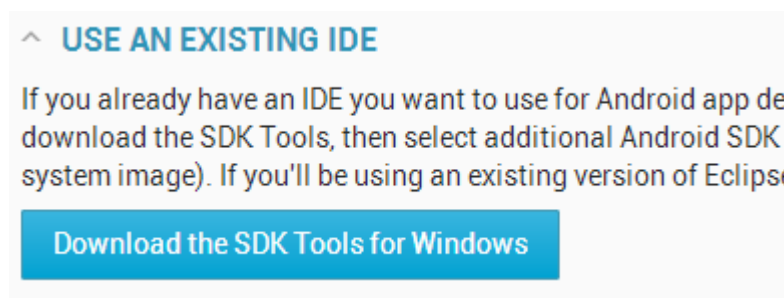 USE AN EXISTING IDE
If you already have an IDE you want to use for Android app de
download the SDK Tools, then select additional Android SDK
system image). If you'll be using an existing version of Eclips
Download the SDK Tools for Windows